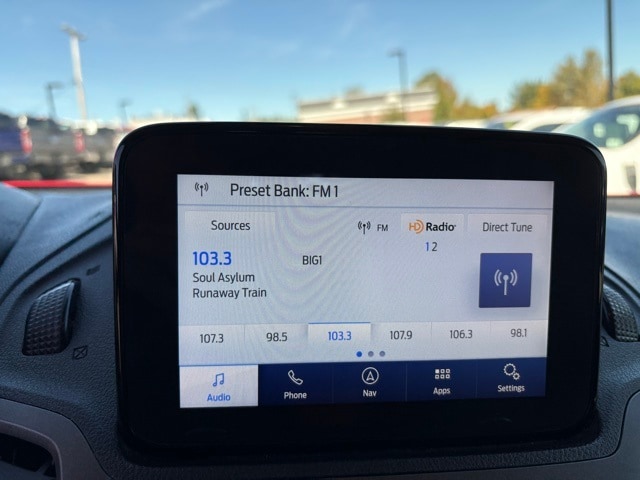 Preset Bank: FM 1
Sources
FM
HD Radio
Direct Tune
1 2
103.3
BIG1
Soul Asylum
Runaway Train
107.3 98.5 103.3 107.9 106.3 98.1
Audio Phone Nav Apps Settings